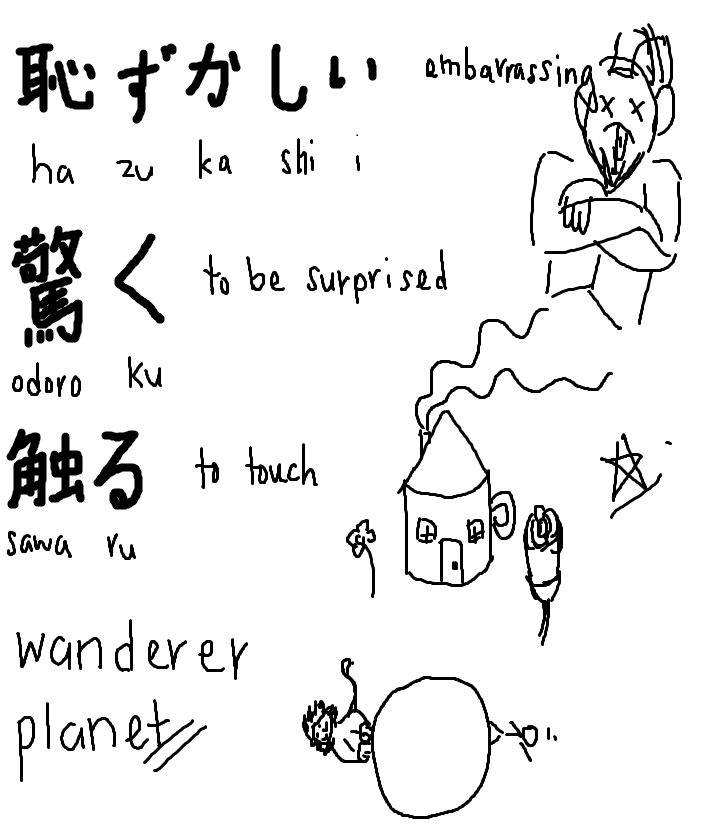 恥ずかしい embarrassing
ha zu ka shi i
驚く to be surprised
odoro ku
触る to touch
sawa ru
wanderer
planet